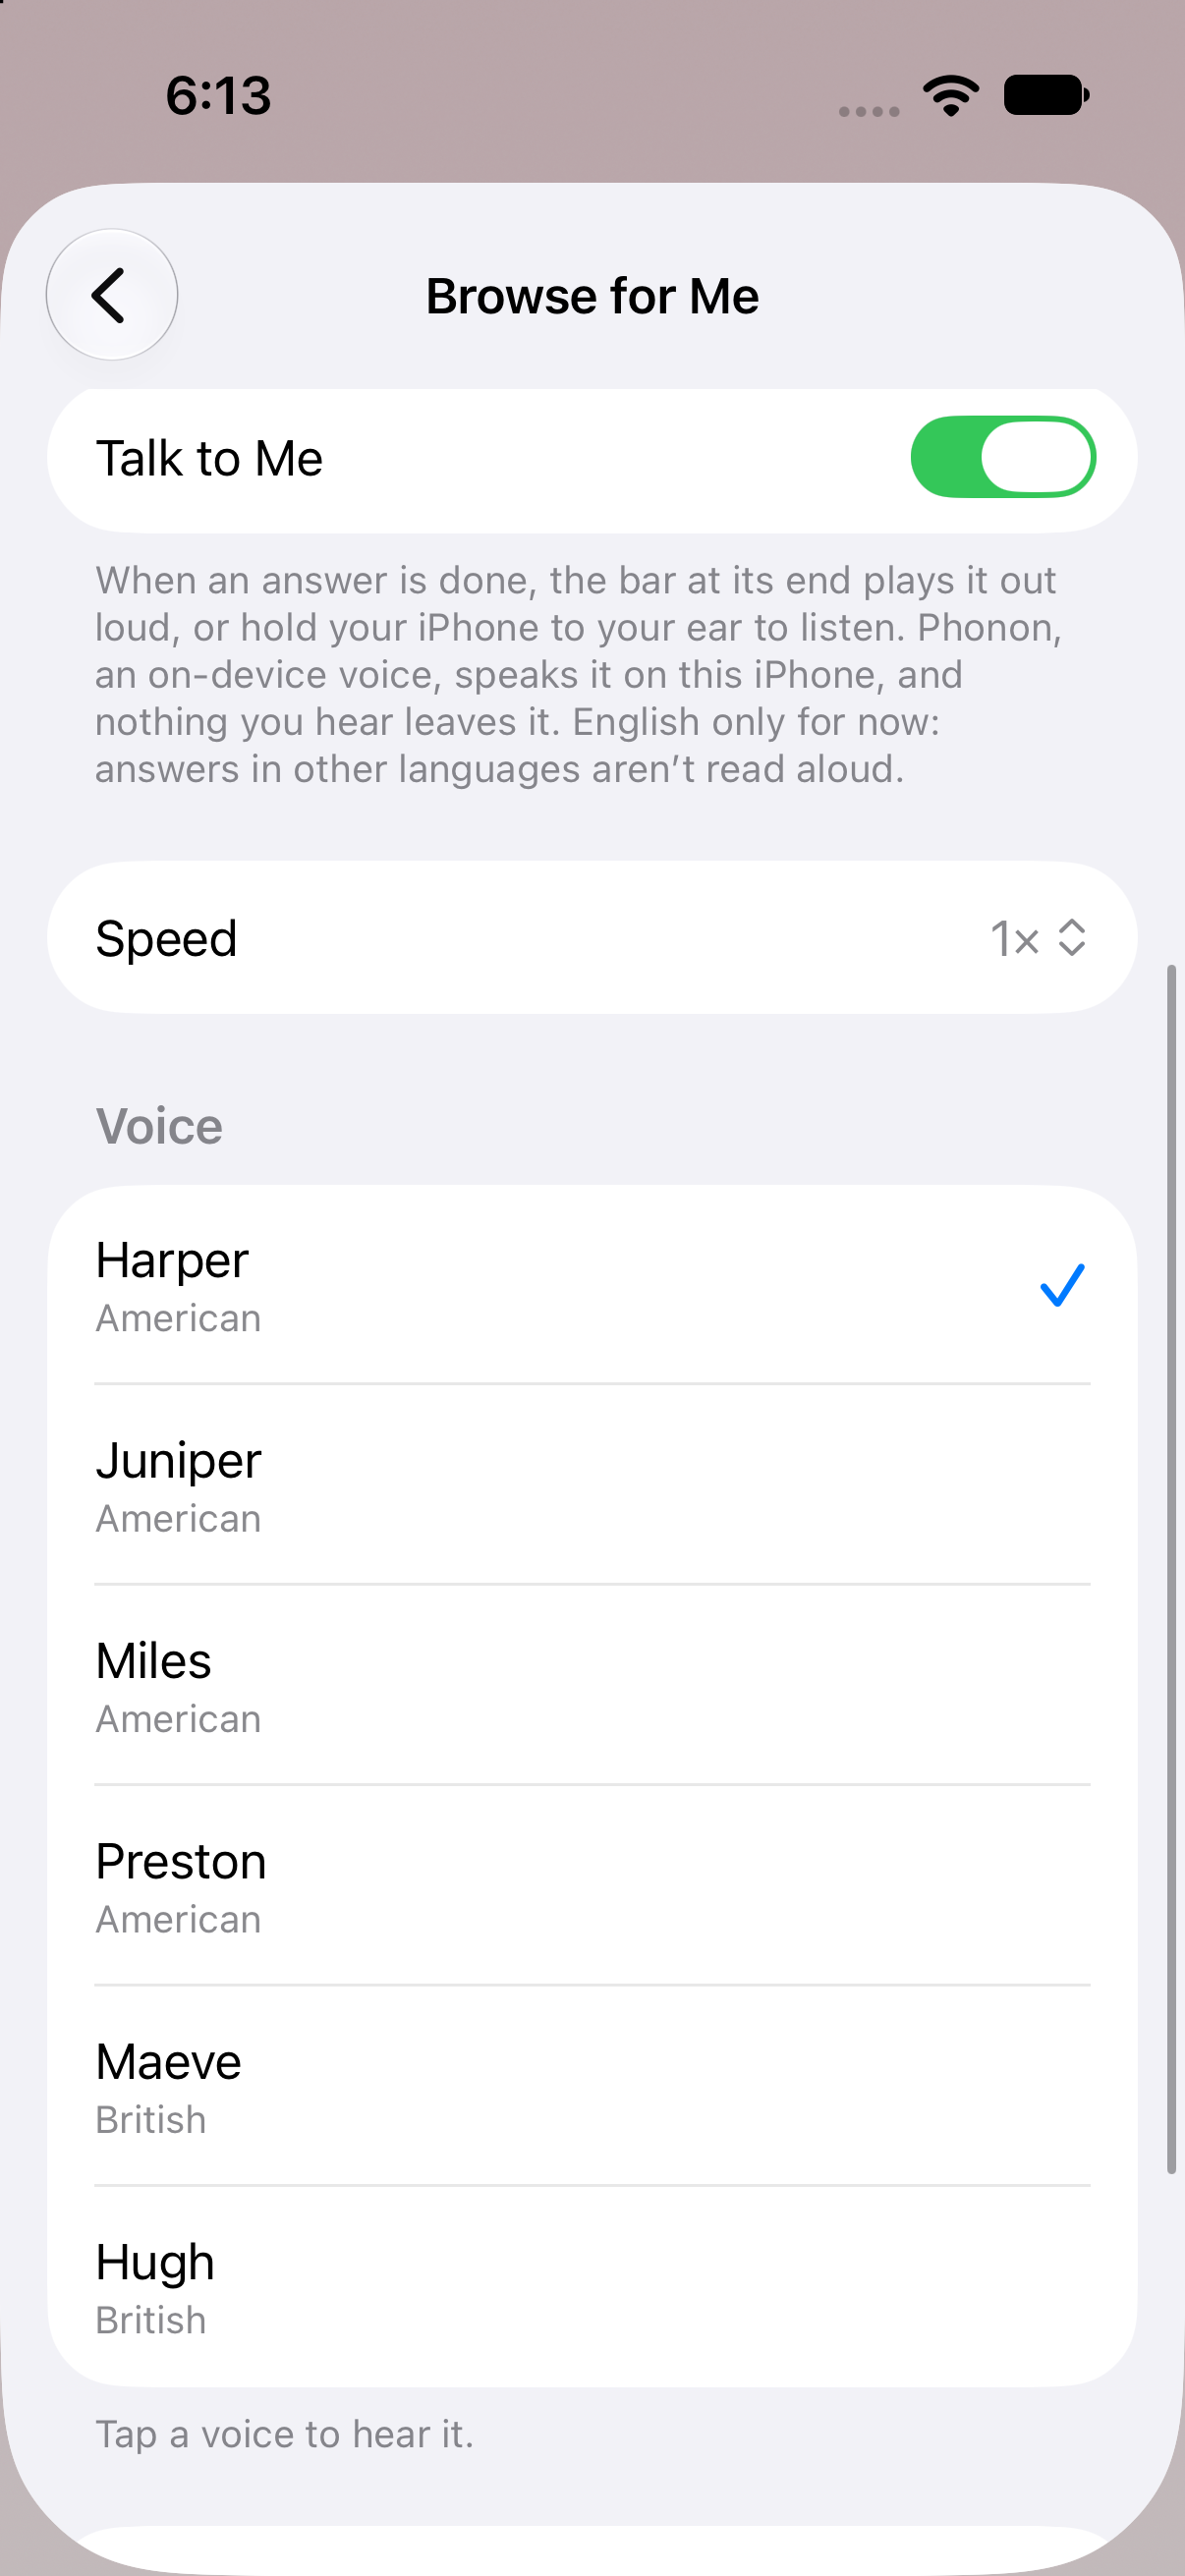 6:13
Browse for Me
Talk to Me
When an answer is done, the bar at its end plays it out
loud, or hold your iPhone to your ear to listen. Phonon,
an on-device voice, speaks it on this iPhone, and
nothing you hear leaves it. English only for now:
answers in other languages aren’t read aloud.
Speed
1×
Voice
Harper
American
Juniper
American
Miles
American
Preston
American
Maeve
British
Hugh
British
Tap a voice to hear it.